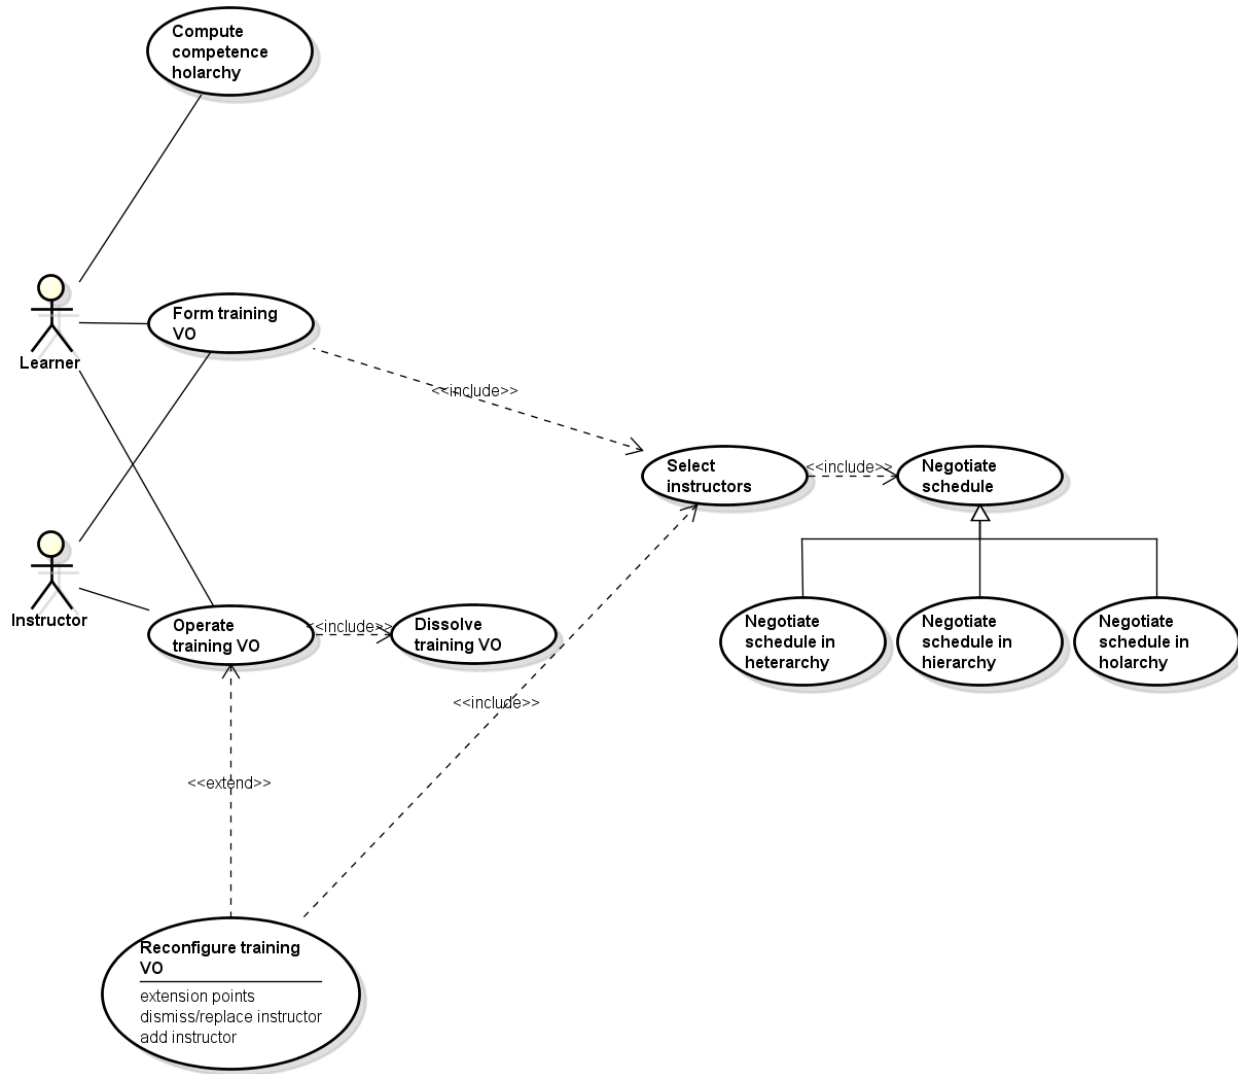 Compute
competence
holarchy
Form training
VO
Learner
<<include>>
Select
instructors
<<include>>
Negotiate
schedule
Instructor
Operate
training VO
<<include>>
Dissolve
training VO
Negotiate
schedule in
heterarchy
Negotiate
schedule in
hierarchy
Negotiate
schedule in
holarchy
<<include>>
<<extend>>
Reconfigure training
VO
extension points
dismiss/replace instructor
add instructor